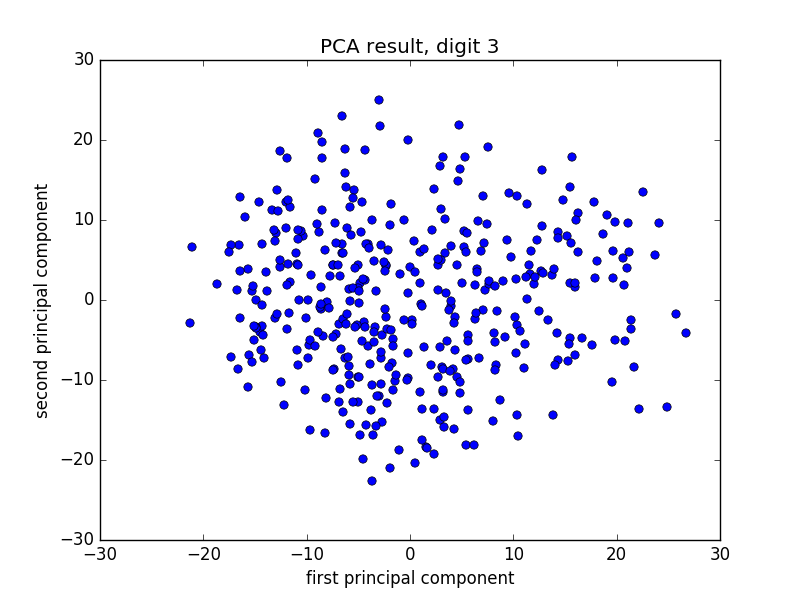 PCA result, digit 3
30
20
10
0
−10
−20
−30
second principal component
−30 −20 −10 0 10 20 30
first principal component